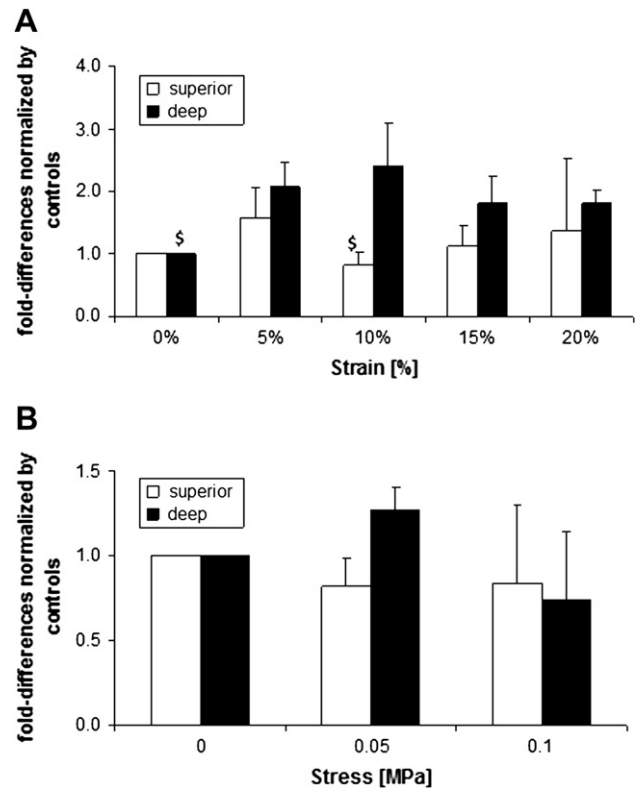 A
fold-differences normalized by
controls
4.0
3.0
2.0
1.0
0.0
superior
deep
$
$
0%
5%
10%
15%
20%
Strain [%]
B
fold-differences normalized by
controls
1.5
1.0
0.5
0.0
superior
deep
0
0.05
0.1
Stress [MPa]